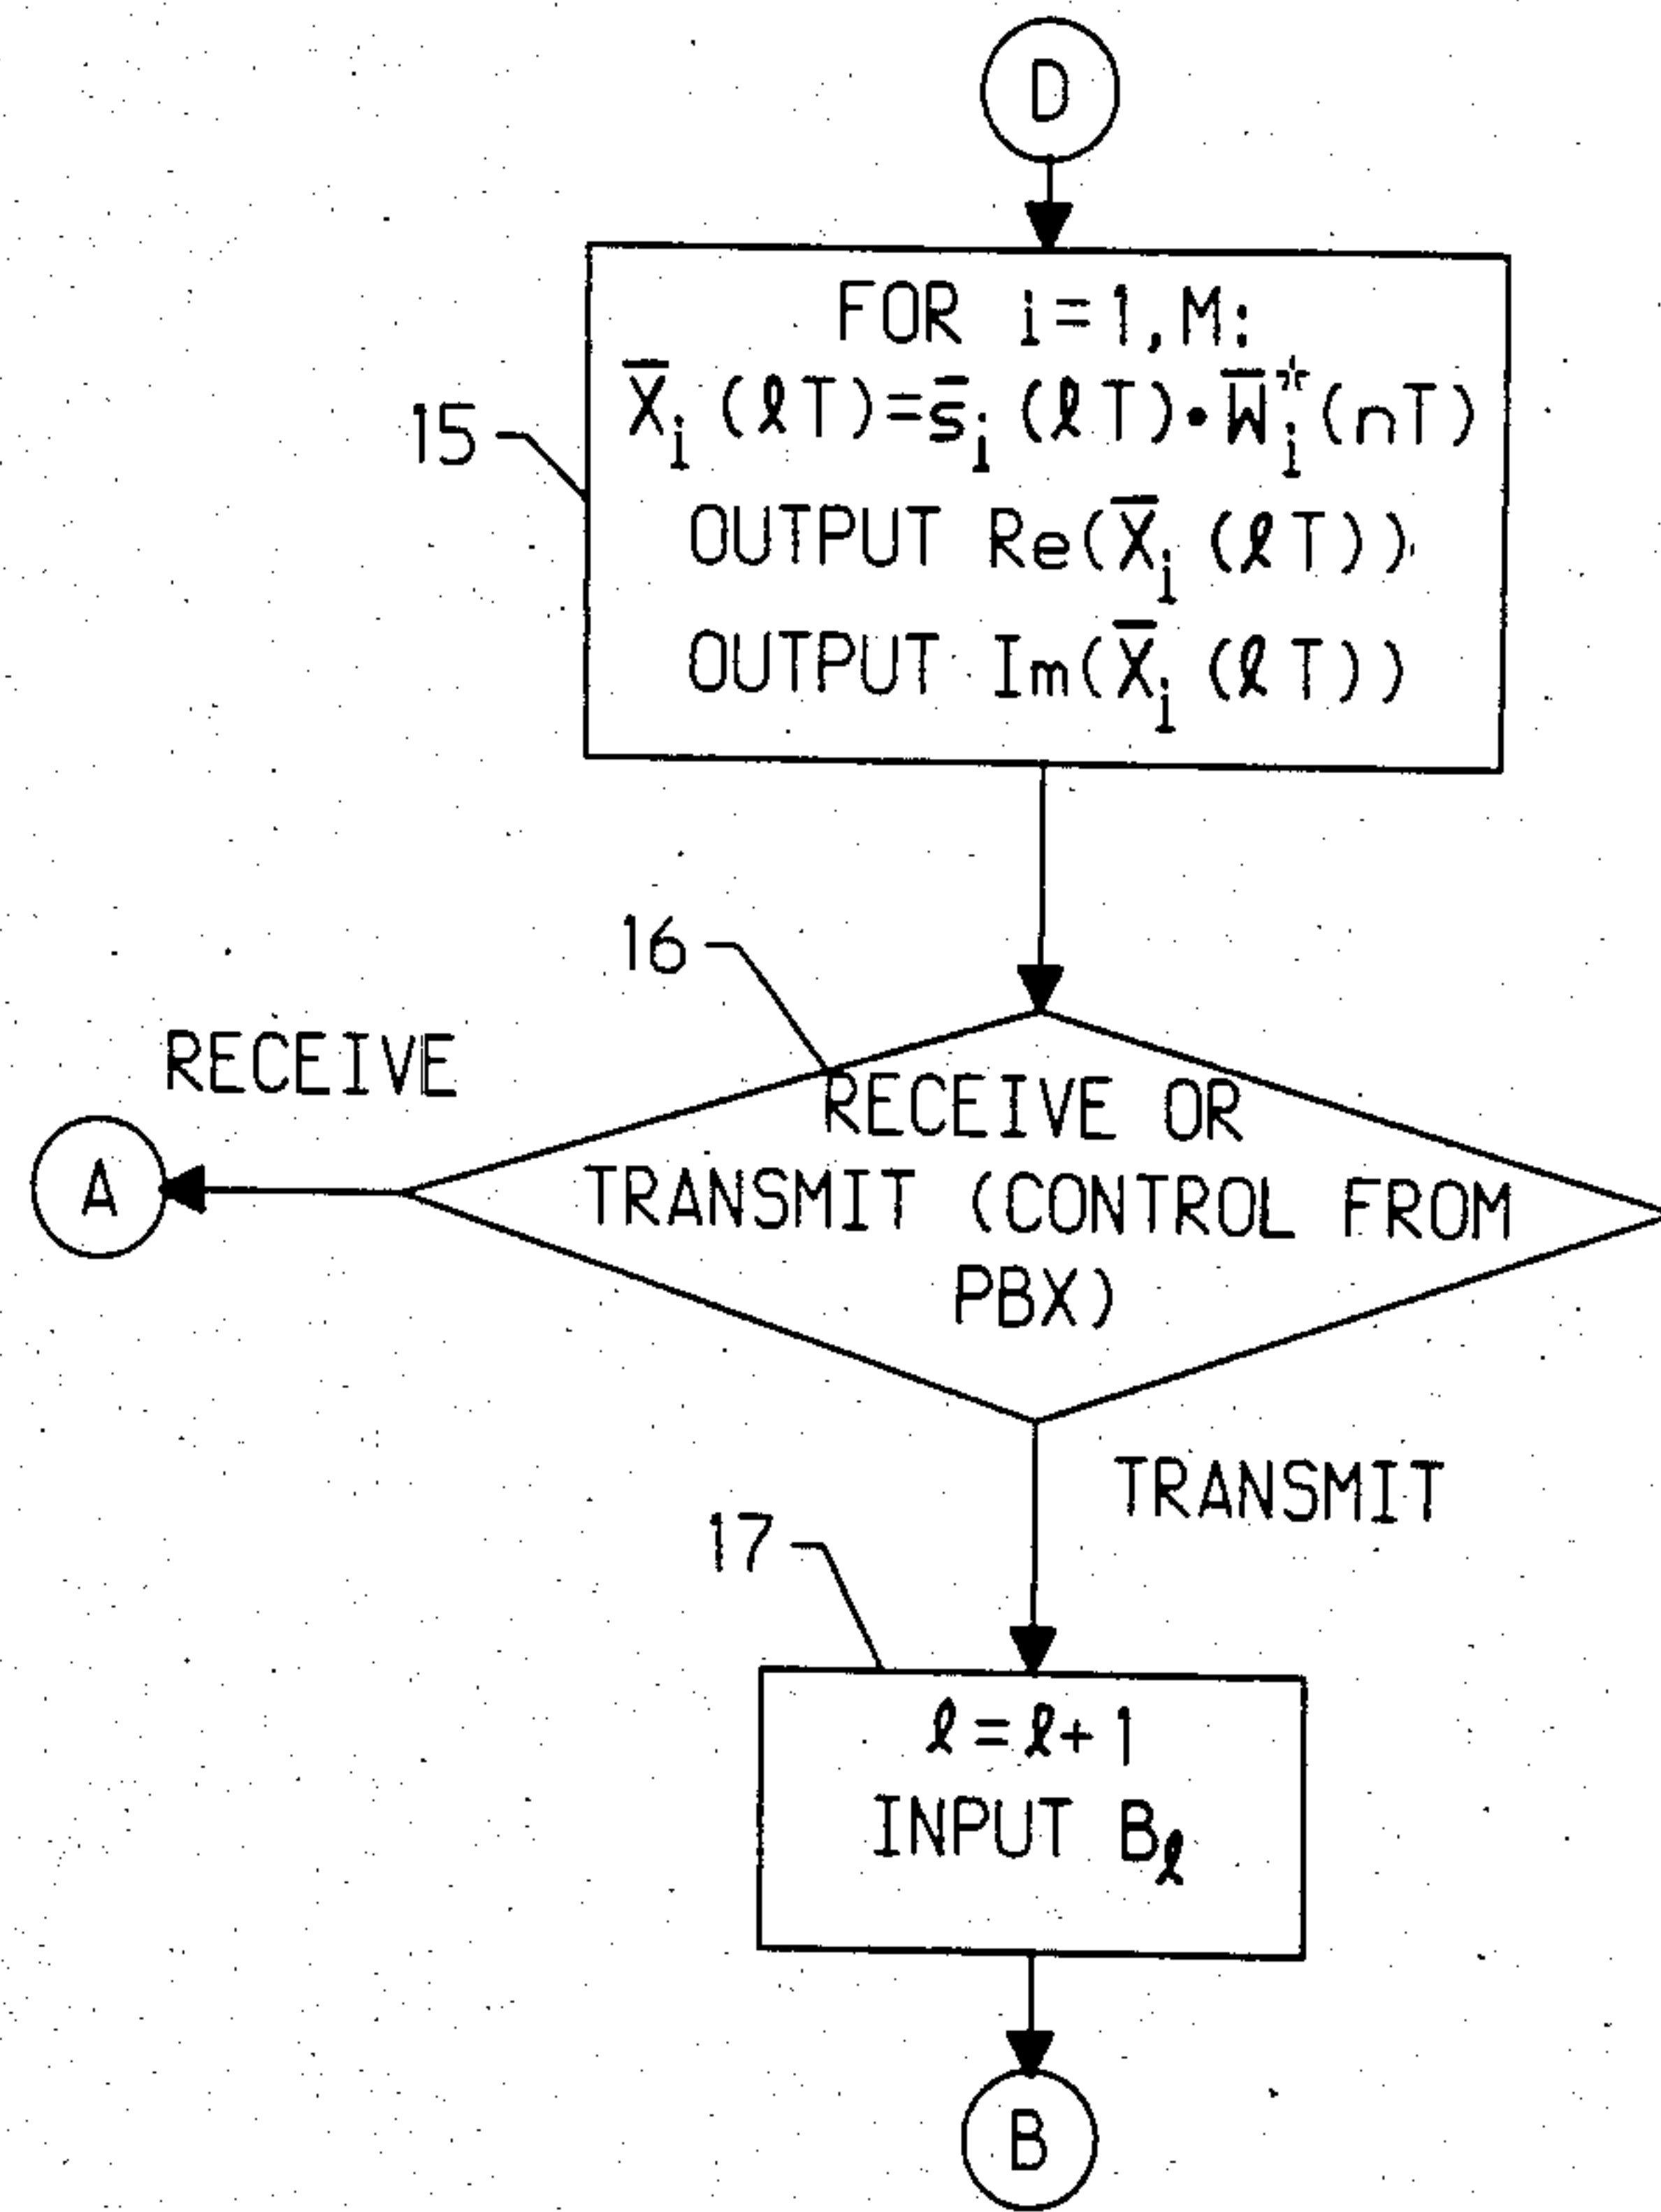 D
FOR i=1,M:
X̅ᵢ(ℓT)=s̅ᵢ(ℓT)•W̅ᵢ*(nT)
15
OUTPUT Re(X̅ᵢ(ℓT))
OUTPUT Im(X̅ᵢ(ℓT))
16
RECEIVE
A
RECEIVE OR
TRANSMIT (CONTROL FROM
PBX)
TRANSMIT
17
ℓ=ℓ+1
INPUT Bℓ
B